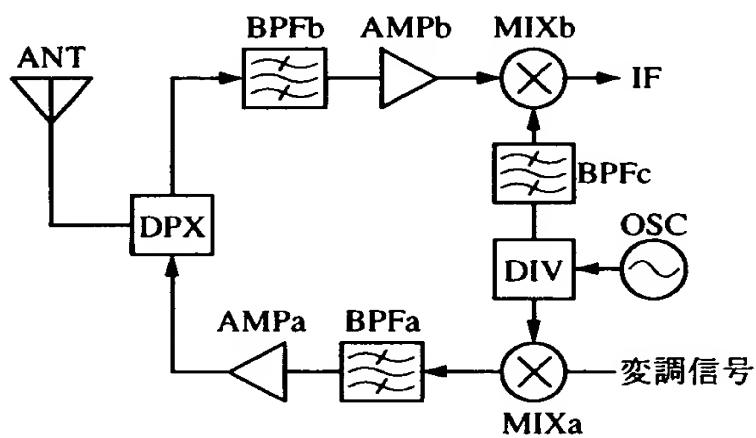 BPFb
AMPb
MIXb
ANT
IF
BPFc
DPX
OSC
DIV
AMPa
BPFa
変調信号
MIXa